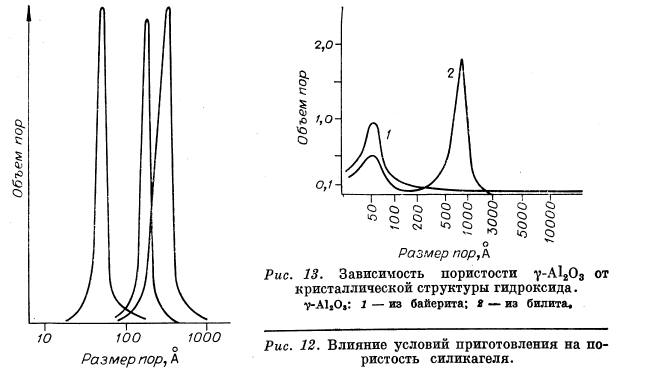 Объем пор
10
100
1000
Размер пор, Å
2,0
1,0
0,1
Объем пор
1
2
50
100
200
500
1000
3000
5000
10000
Размер пор, Å
Рис. 13. Зависимость пористости γ-Al₂O₃ от
кристаллической структуры гидроксида.
γ-Al₂O₃: 1 — из байерита; 2 — из билита.
Рис. 12. Влияние условий приготовления на по-
ристость силикагеля.